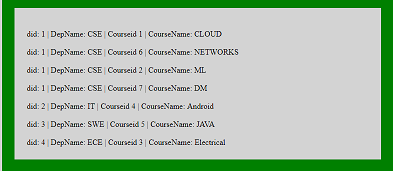 did: 1 | DepName: CSE | Courseid 1 | CourseName: CLOUD
did: 1 | DepName: CSE | Courseid 6 | CourseName: NETWORKS
did: 1 | DepName: CSE | Courseid 2 | CourseName: ML
did: 1 | DepName: CSE | Courseid 7 | CourseName: DM
did: 2 | DepName: IT | Courseid 4 | CourseName: Android
did: 3 | DepName: SWE | Courseid 5 | CourseName: JAVA
did: 4 | DepName: ECE | Courseid 3 | CourseName: Electrical